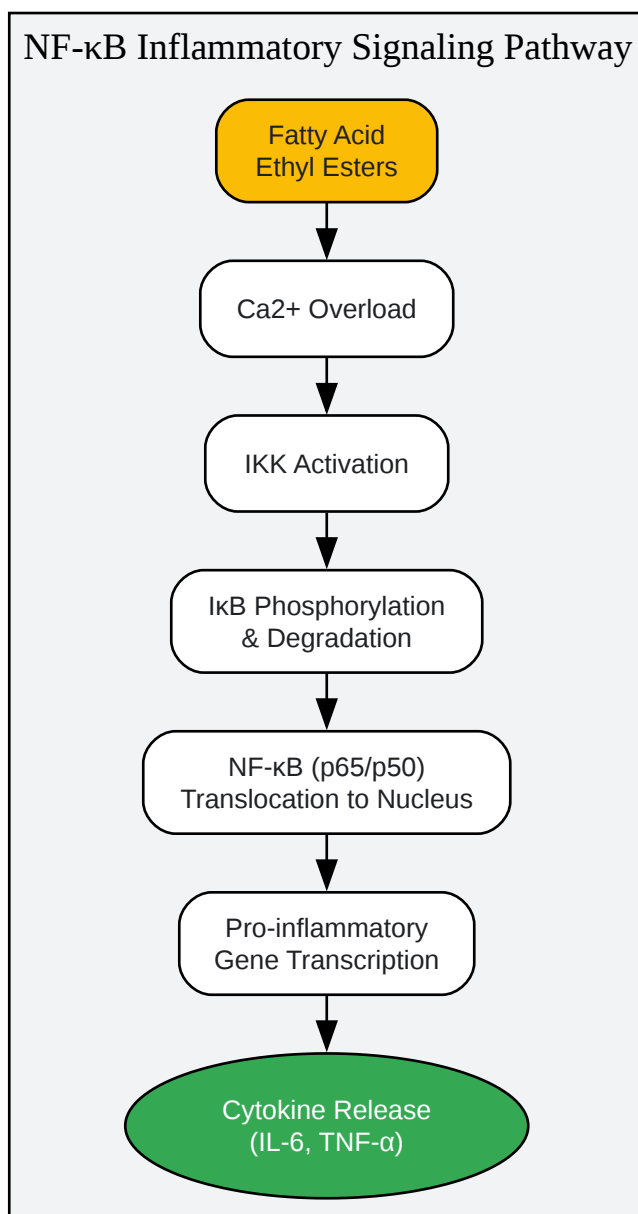 NF-κB Inflammatory Signaling Pathway
Fatty Acid
Ethyl Esters
Ca2+ Overload
IKK Activation
IκB Phosphorylation
& Degradation
NF-κB (p65/p50)
Translocation to Nucleus
Pro-inflammatory
Gene Transcription
Cytokine Release
(IL-6, TNF-α)